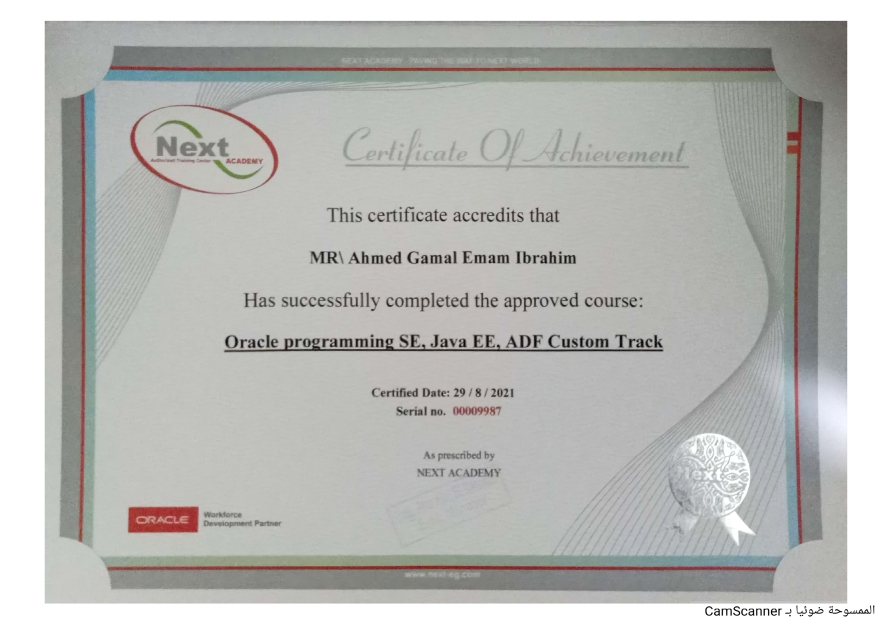 NEXT ACADEMY PAVING THE WAY TO NEXT WORLD
Next
Authorized Training Center ACADEMY
Certificate Of Achievement
This certificate accredits that
MR\ Ahmed Gamal Emam Ibrahim
Has successfully completed the approved course:
Oracle programming SE, Java EE, ADF Custom Track
Certified Date: 29 / 8 / 2021
Serial no. 00009987
As prescribed by
NEXT ACADEMY
Next
ORACLE
Workforce
Development Partner
www.next-eg.com
الممسوحة ضوئيا بـ CamScanner